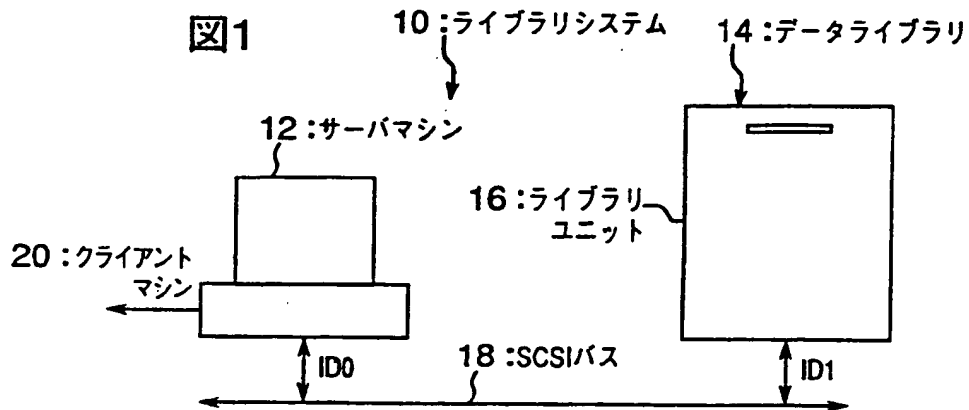 図1
10:ライブラリシステム
14:データライブラリ
12:サーバマシン
16:ライブラリ
ユニット
20:クライアント
マシン
ID0
18:SCSIバス
ID1